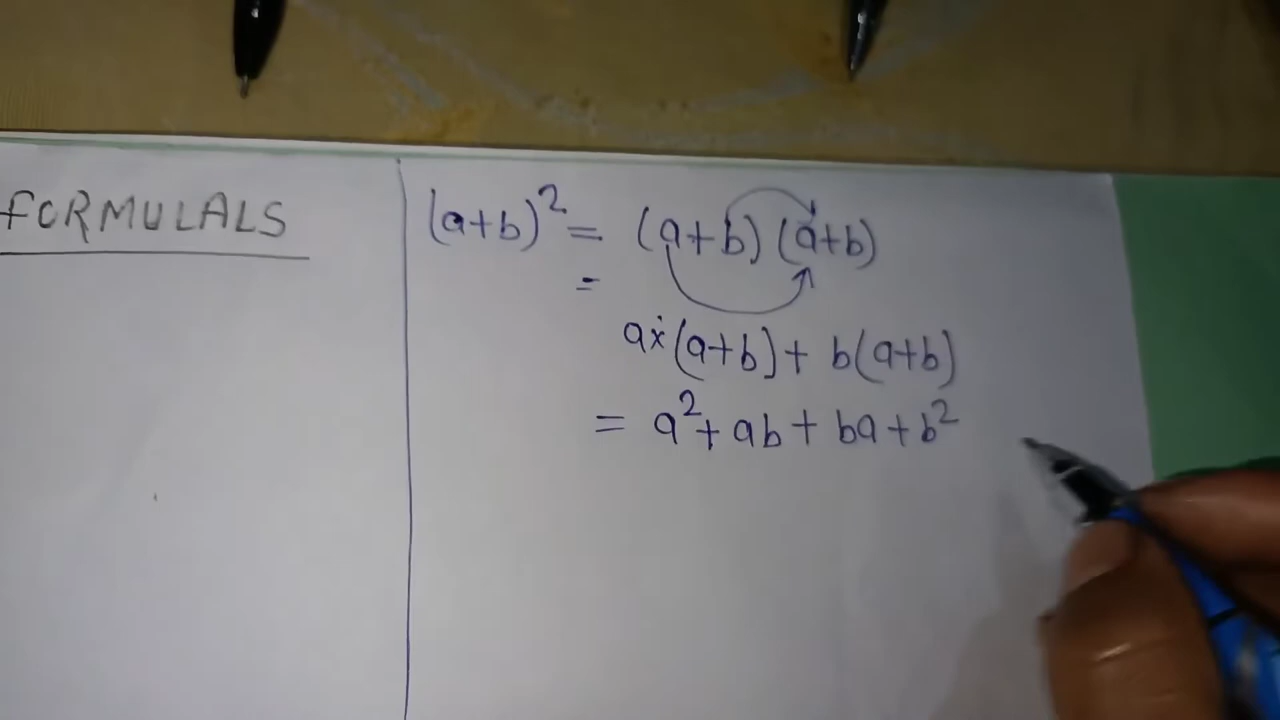 FORMULALS
(a+b)² = (a+b)(a+b)
=
a×(a+b)+ b(a+b)
= a²+ab+ba+b²